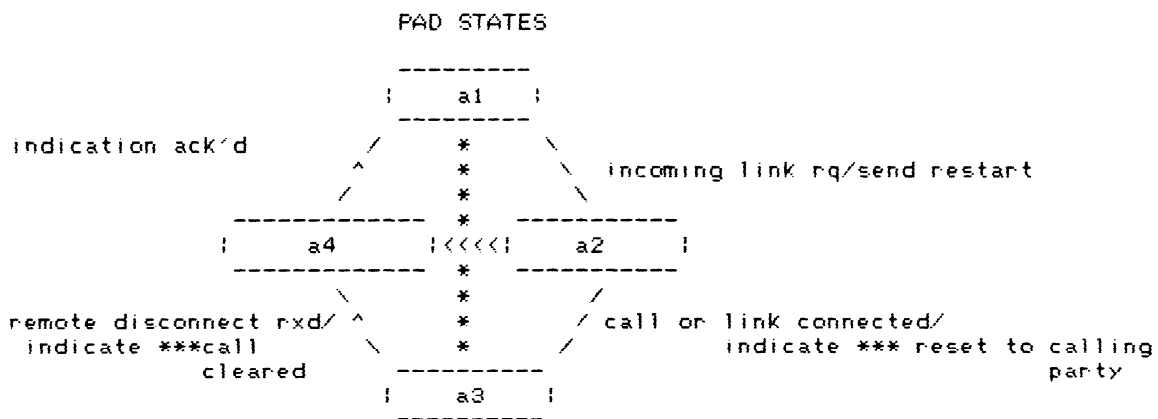 PAD STATES
a1
indication ack'd
incoming link rq/send restart
a4 <<<< a2
remote disconnect rxd/ call or link connected/
indicate ***call indicate *** reset to calling
cleared party
a3